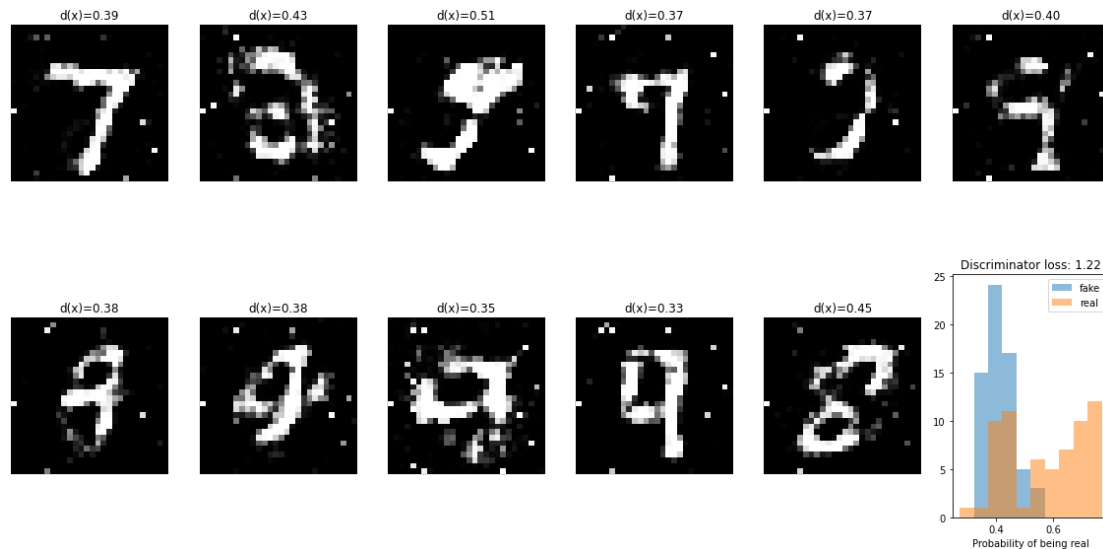 d(x)=0.39
d(x)=0.43
d(x)=0.51
d(x)=0.37
d(x)=0.37
d(x)=0.40
d(x)=0.38
d(x)=0.38
d(x)=0.35
d(x)=0.33
d(x)=0.45
Discriminator loss: 1.22
fake
real
25
20
15
10
5
0
0.4
0.6
Probability of being real